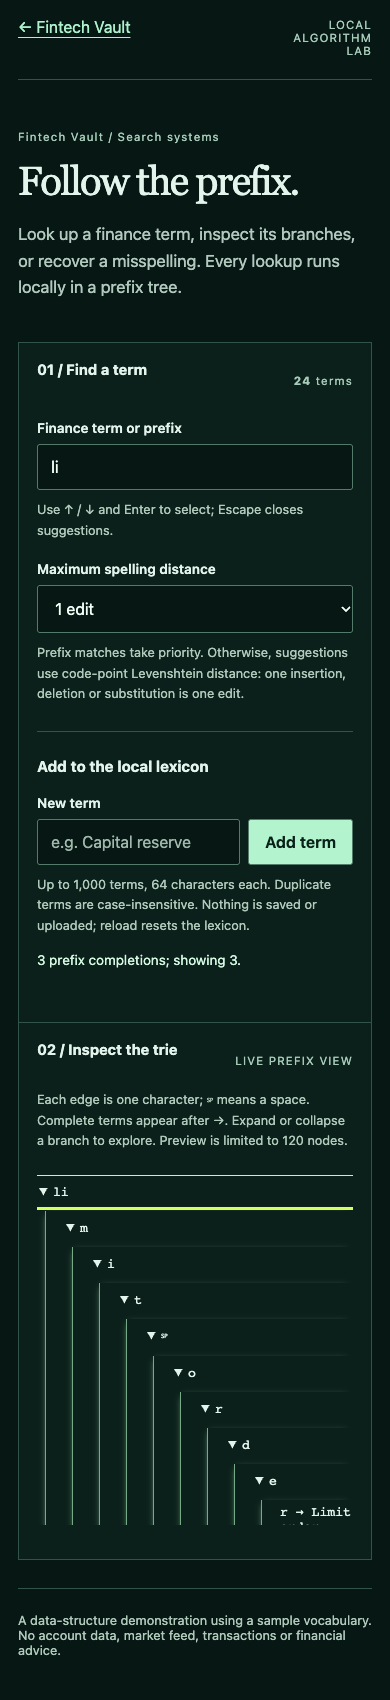 ← Fintech Vault
LOCAL
ALGORITHM
LAB
Fintech Vault / Search systems
Follow the prefix.
Look up a finance term, inspect its branches,
or recover a misspelling. Every lookup runs
locally in a prefix tree.
01 / Find a term
24 terms
Finance term or prefix
li
Use ↑ / ↓ and Enter to select; Escape closes
suggestions.
Maximum spelling distance
1 edit
Prefix matches take priority. Otherwise, suggestions
use code-point Levenshtein distance: one insertion,
deletion or substitution is one edit.
Add to the local lexicon
New term
e.g. Capital reserve
Add term
Up to 1,000 terms, 64 characters each. Duplicate
terms are case-insensitive. Nothing is saved or
uploaded; reload resets the lexicon.
3 prefix completions; showing 3.
02 / Inspect the trie
LIVE PREFIX VIEW
Each edge is one character; ␠ means a space.
Complete terms appear after →. Expand or collapse
a branch to explore. Preview is limited to 120 nodes.
▼ li
▼ m
▼ i
▼ t
▼ ␠
▼ o
▼ r
▼ d
▼ e
r → Limit
A data-structure demonstration using a sample vocabulary.
No account data, market feed, transactions or financial
advice.